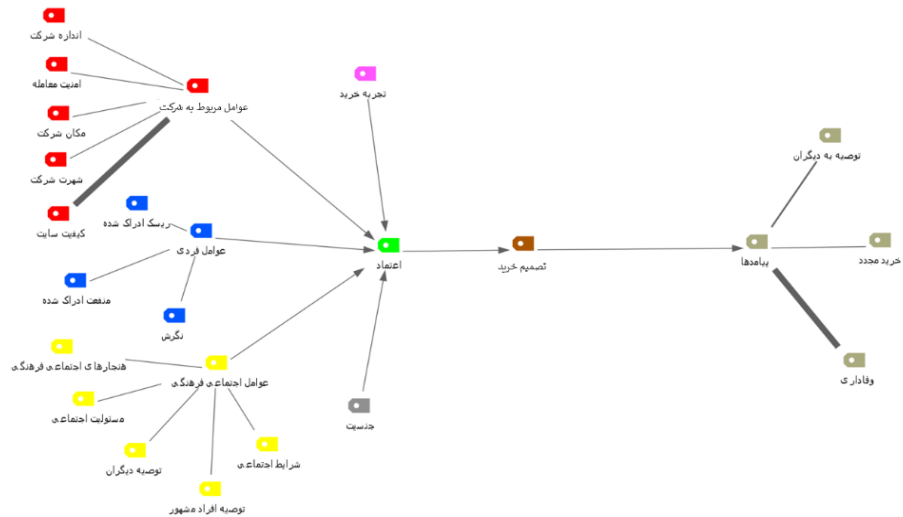 اندازه شرکت
امنیت معامله
مکان شرکت
شهرت شرکت
کیفیت سایت
عوامل مربوط به شرکت
تجربه خرید
ریسک ادراک شده
عوامل فردی
منفعت ادراک شده
نگرش
اعتماد
تصمیم خرید
پیامدها
توصیه به دیگران
خرید مجدد
وفاداری
هنجارهای اجتماعی فرهنگی
عوامل اجتماعی فرهنگی
مسئولیت اجتماعی
توصیه دیگران
توصیه افراد مشهور
شرایط اجتماعی
جنسیت